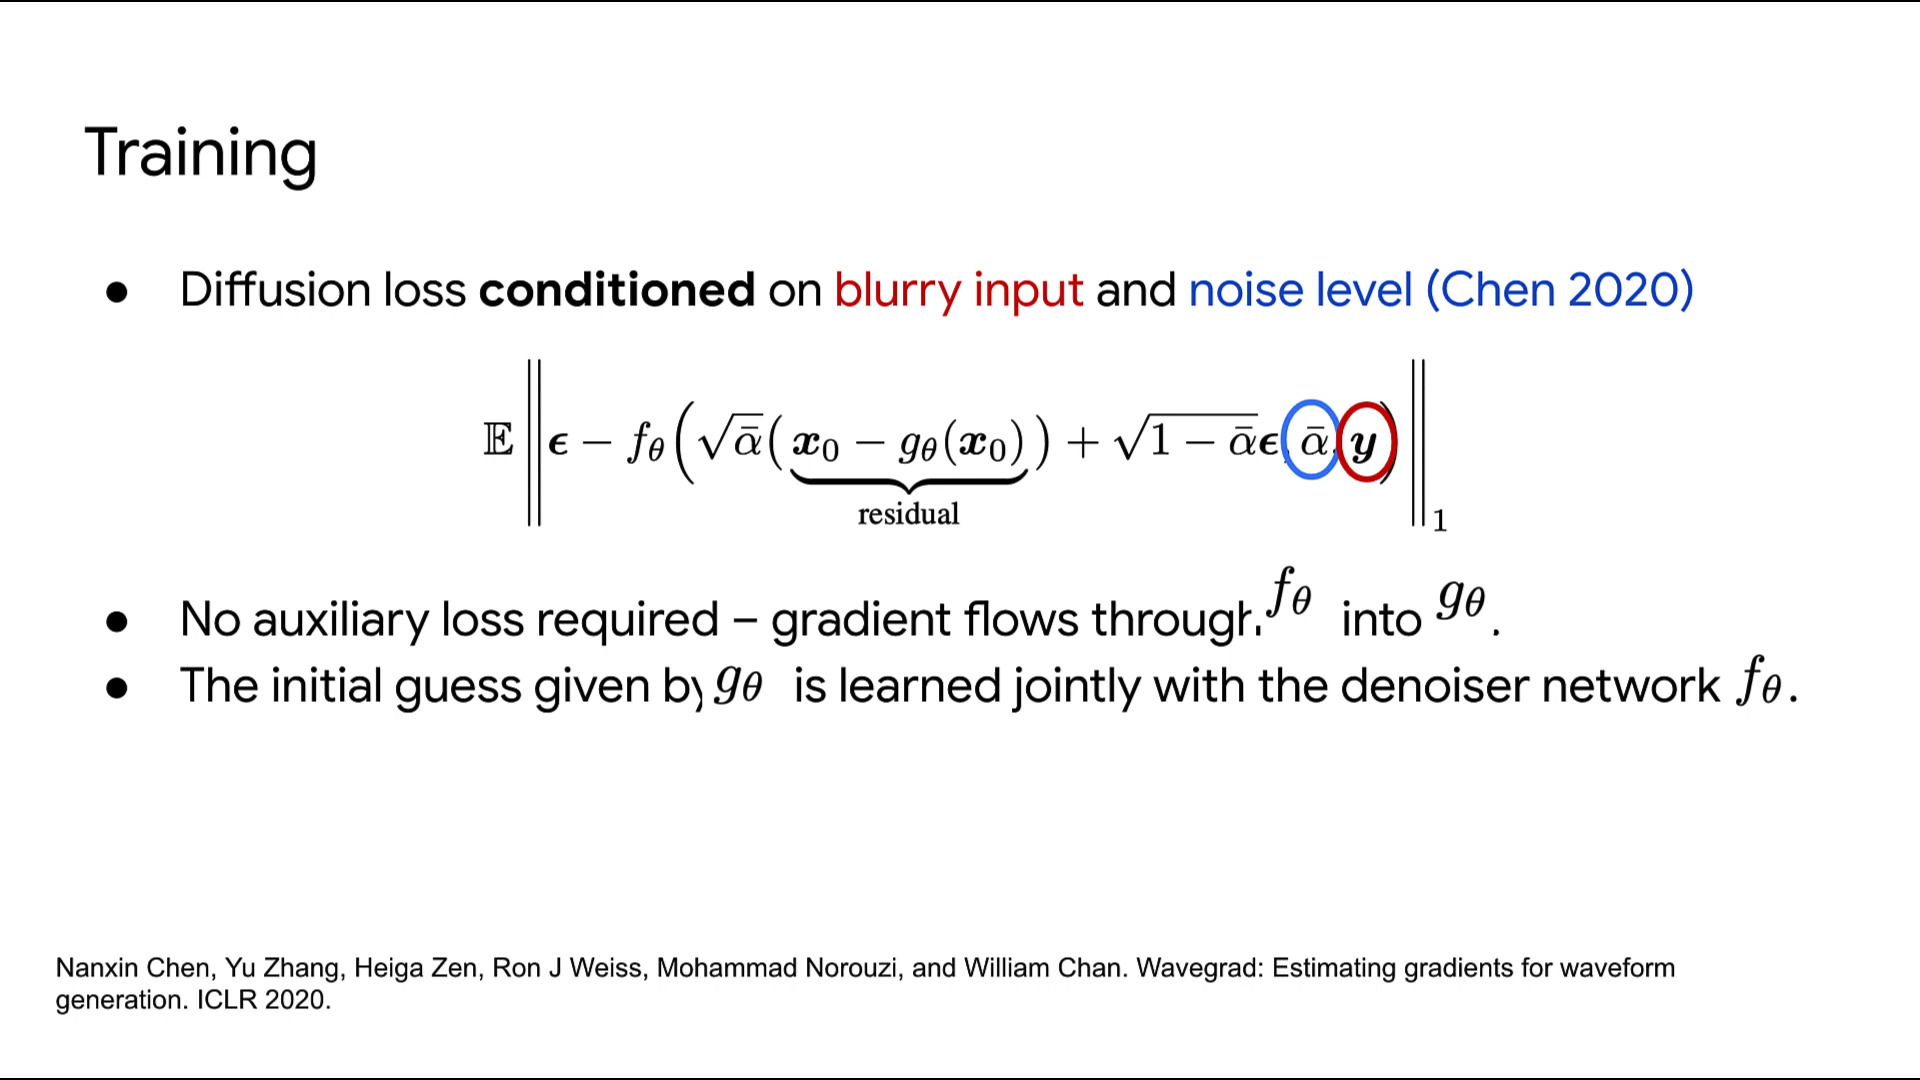 Training
● Diffusion loss conditioned on blurry input and noise level (Chen 2020)
𝔼 ‖ϵ − f_θ(√ᾱ(x₀ − g_θ(x₀)) + √(1 − ᾱ)ϵ, ᾱ, y)‖₁
residual
● No auxiliary loss required – gradient flows through f_θ into g_θ.
● The initial guess given by g_θ is learned jointly with the denoiser network f_θ.
Nanxin Chen, Yu Zhang, Heiga Zen, Ron J Weiss, Mohammad Norouzi, and William Chan. Wavegrad: Estimating gradients for waveform
generation. ICLR 2020.